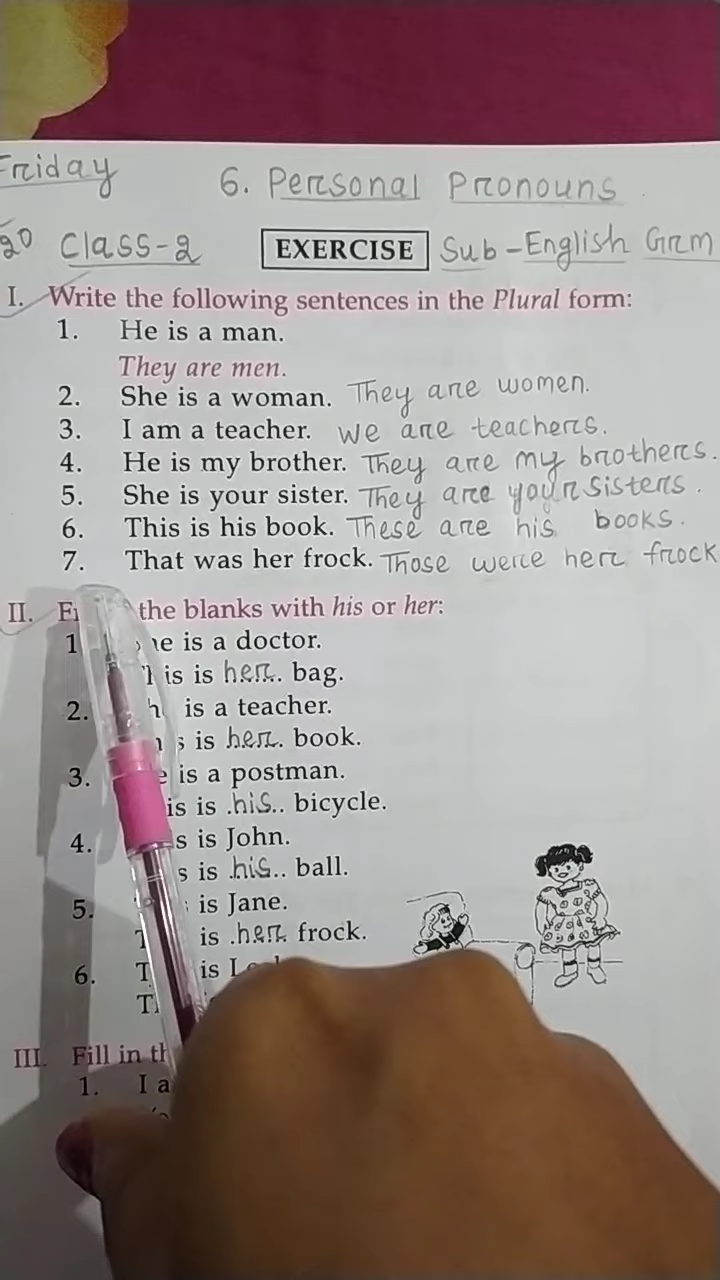 Friday 6. Personal Pronouns
20 Class-2 EXERCISE Sub-English Grm
I. Write the following sentences in the Plural form:
1. He is a man.
They are men.
2. She is a woman. They are women.
3. I am a teacher. we are teachers.
4. He is my brother. They are my brothers.
5. She is your sister. They are your sisters.
6. This is his book. These are his books.
7. That was her frock. Those were her frock
II. the blanks with his or her:
1 is a doctor.
is her. bag.
2. is a teacher.
is her. book.
3. is a postman.
is .his.. bicycle.
4. is John.
is .his.. ball.
5. is Jane.
is .her. frock.
6. is
III. Fill in
1. I